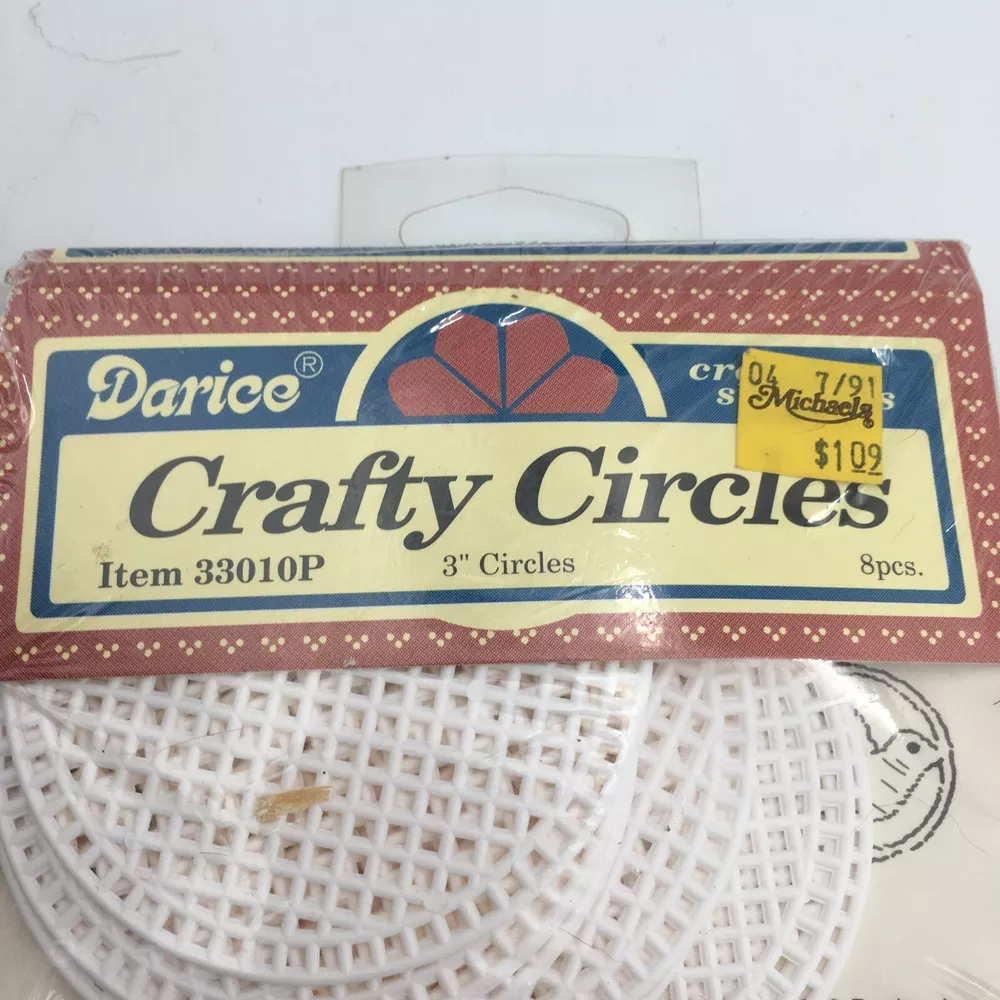 Darice®
04 7/91
Michaels
$1.09
Crafty Circles
Item 33010P
3" Circles
8pcs.